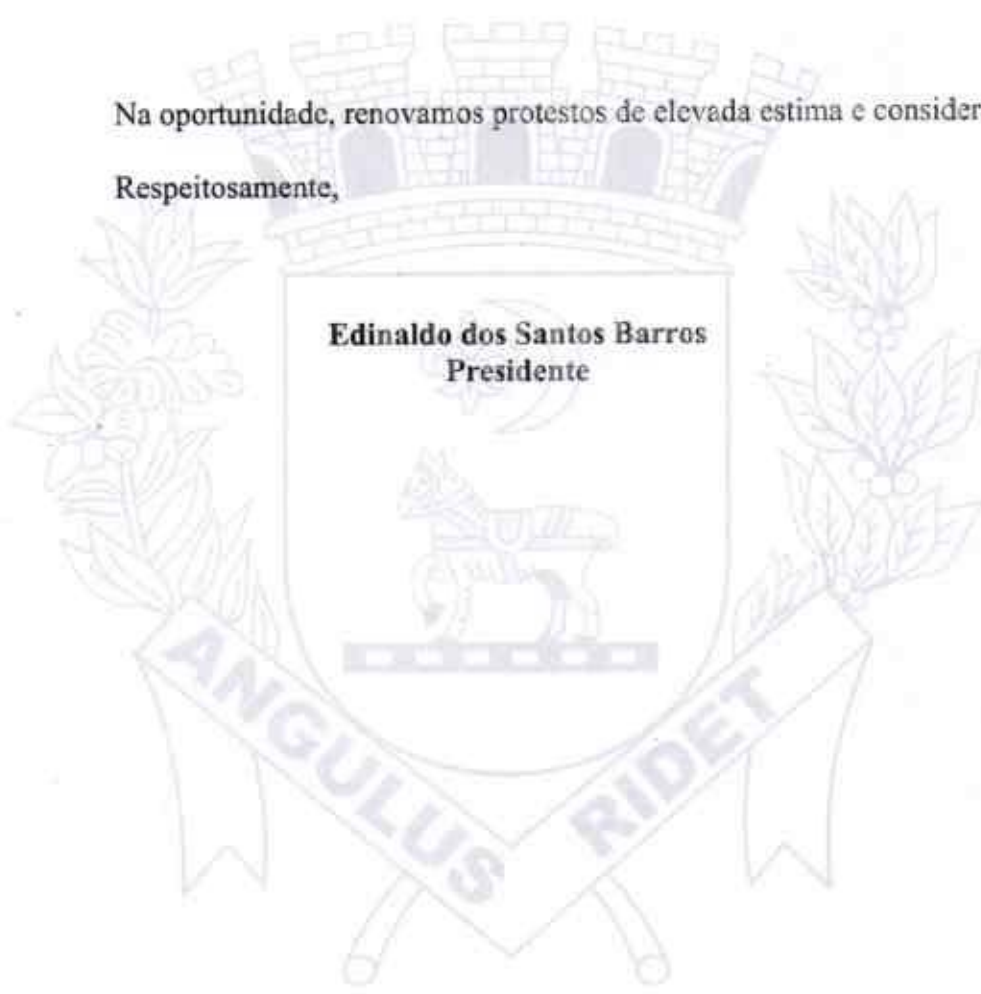 Na oportunidade, renovamos protestos de elevada estima e consider
Respeitosamente,
Edinaldo dos Santos Barros
Presidente
ANGULUS RIDET